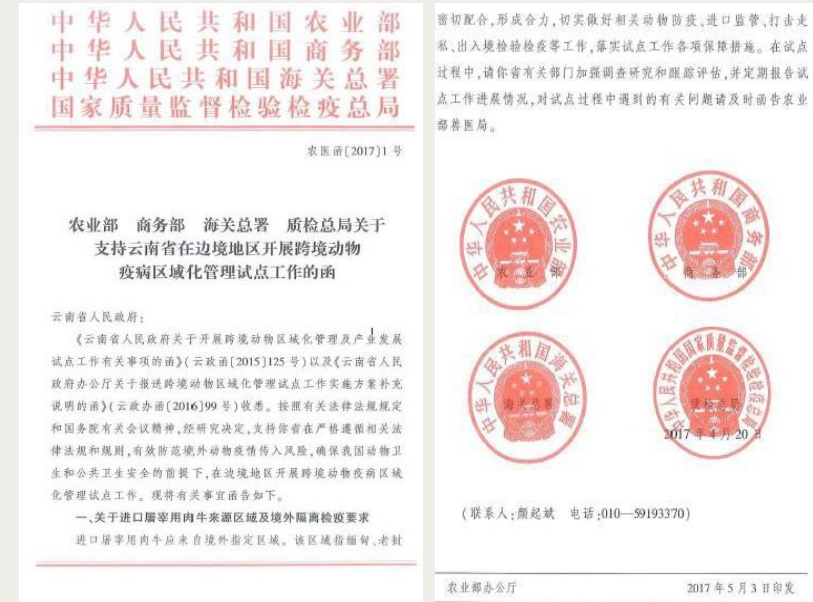 中华人民共和国农业部
中华人民共和国商务部
中华人民共和国海关总署
国家质量监督检验检疫总局
农医函〔2017〕1 号
农业部 商务部 海关总署 质检总局关于
支持云南省在边境地区开展跨境动物
疫病区域化管理试点工作的函
云南省人民政府:
《云南省人民政府关于开展跨境动物区域化管理及产业发展
试点工作有关事项的函》(云政函〔2015〕125 号)以及《云南省人民
政府办公厅关于报送跨境动物区域化管理试点工作实施方案补充
说明的函》(云政办函〔2016〕99 号)收悉。按照有关法律法规规定
和国务院有关会议精神,经研究决定,支持你省在严格遵循相关法
律法规和规则,有效防范境外动物疫情传入风险,确保我国动物卫
生和公共卫生安全的前提下,在边境地区开展跨境动物疫病区域
化管理试点工作。现将有关事宜函告如下。
一、关于进口屠宰用肉牛来源区域及境外隔离检疫要求
进口屠宰用肉牛应来自境外指定区域。该区域指缅甸、老挝
密切配合,形成合力,切实做好相关动物防疫、进口监管、打击走
私、出入境检验检疫等工作,落实试点工作各项保障措施。在试点
过程中,请你省有关部门加强调查研究和跟踪评估,并定期报告试
点工作进展情况,对试点过程中遇到的有关问题请及时函告农业
部兽医局。
中华人民共和国农业部
农 业 部
中华人民共和国商务部
商 务 部
中华人民共和国海关总署
海关总署
中华人民共和国国家质量监督检验检疫总局
质检总局
2017 年 4 月 20 日
(联系人:颜起斌 电话:010—59193370)
农业部办公厅
2017 年 5 月 3 日印发